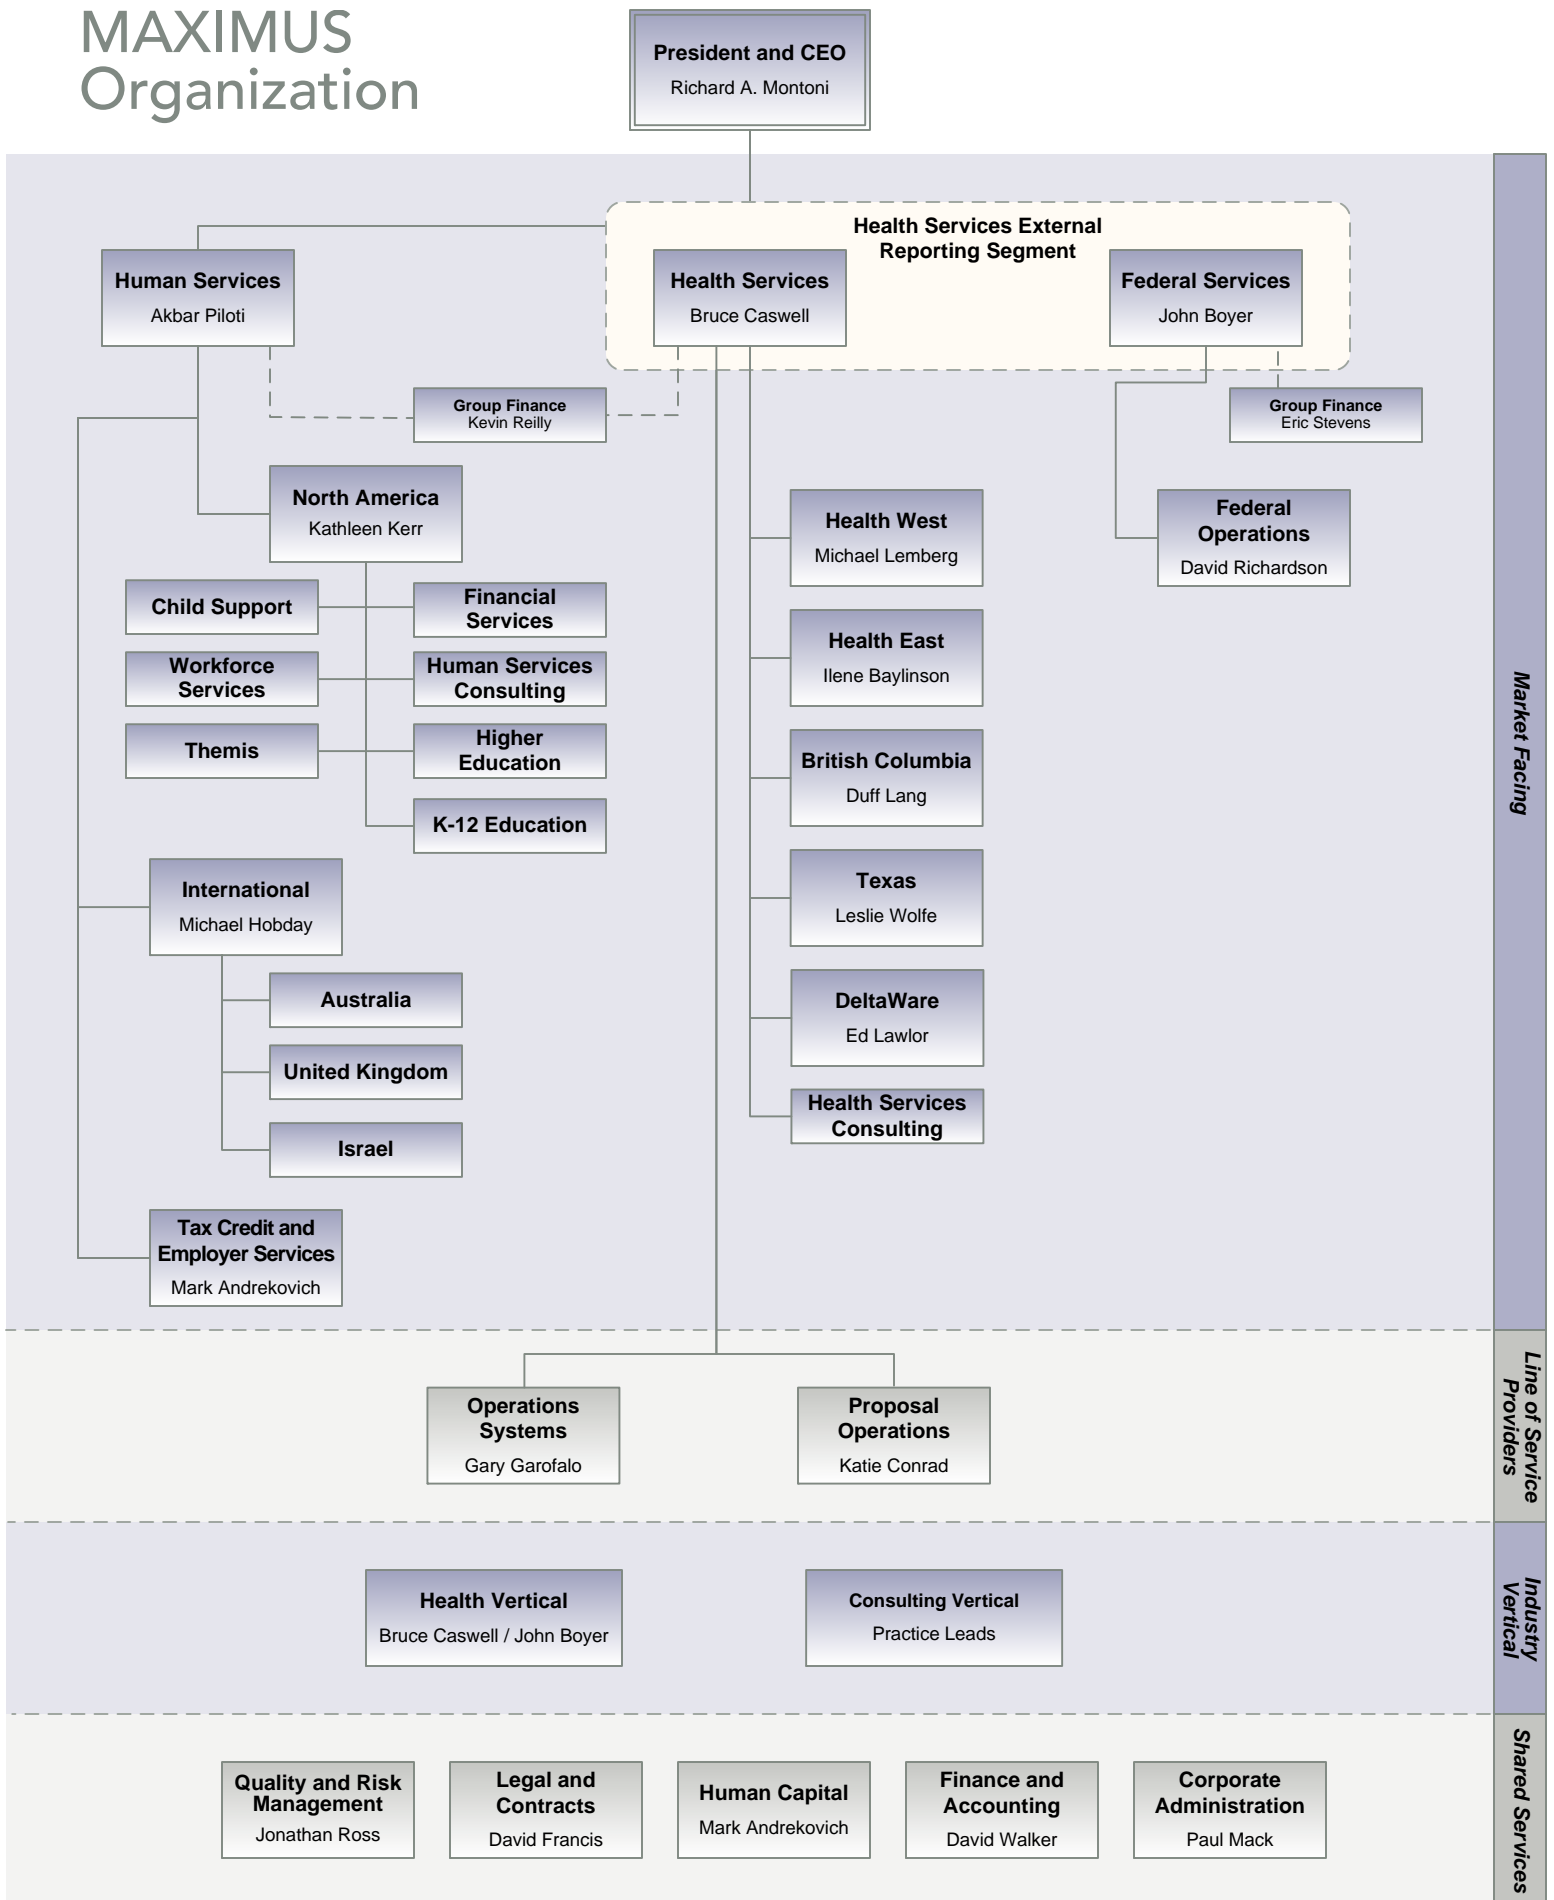 MAXIMUS
Organization
President and CEO
Richard A. Montoni
Health Services External
Reporting Segment
Human Services
Akbar Piloti
Health Services
Bruce Caswell
Federal Services
John Boyer
Group Finance
Kevin Reilly
Group Finance
Eric Stevens
North America
Kathleen Kerr
Child Support
Financial
Services
Workforce
Services
Human Services
Consulting
Themis
Higher
Education
K-12 Education
International
Michael Hobday
Australia
United Kingdom
Israel
Tax Credit and
Employer Services
Mark Andrekovich
Health West
Michael Lemberg
Health East
Ilene Baylinson
British Columbia
Duff Lang
Texas
Leslie Wolfe
DeltaWare
Ed Lawlor
Health Services
Consulting
Federal
Operations
David Richardson
Market Facing
Operations
Systems
Gary Garofalo
Proposal
Operations
Katie Conrad
Line of Service
Providers
Health Vertical
Bruce Caswell / John Boyer
Consulting Vertical
Practice Leads
Industry
Vertical
Quality and Risk
Management
Jonathan Ross
Legal and
Contracts
David Francis
Human Capital
Mark Andrekovich
Finance and
Accounting
David Walker
Corporate
Administration
Paul Mack
Shared Services